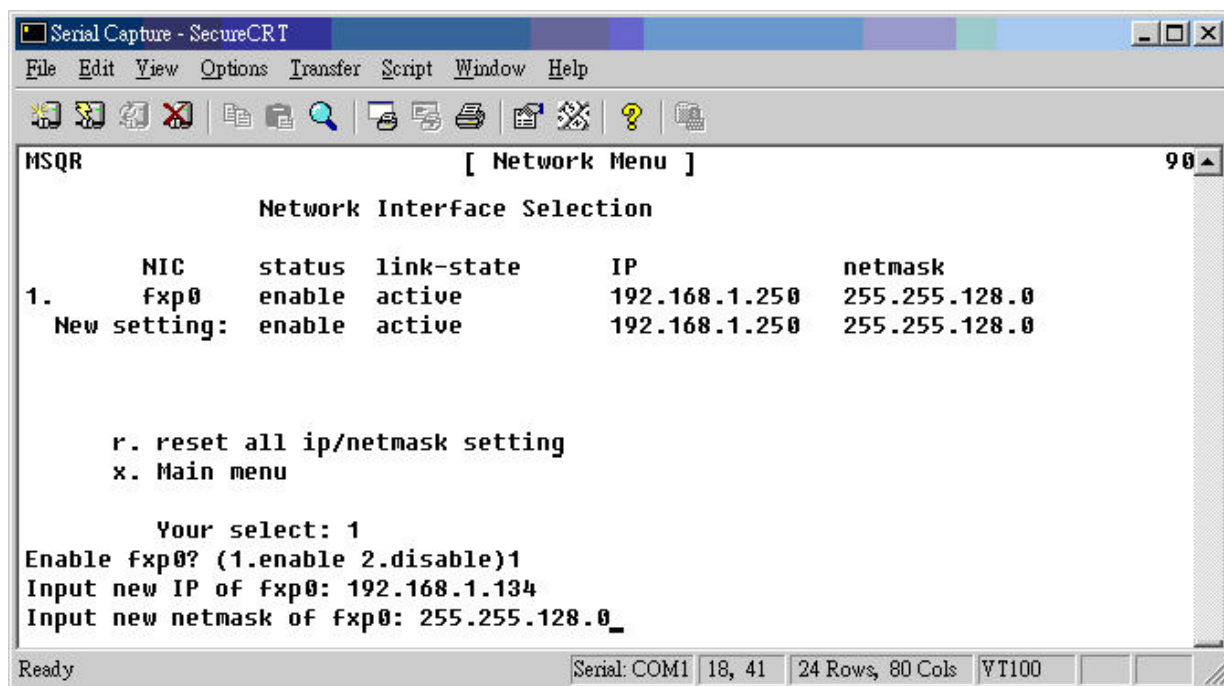 Serial Capture - SecureCRT
File Edit View Options Transfer Script Window Help
MSQR [ Network Menu ] 90
Network Interface Selection
NIC status link-state IP netmask
1. fxp0 enable active 192.168.1.250 255.255.128.0
New setting: enable active 192.168.1.250 255.255.128.0
r. reset all ip/netmask setting
x. Main menu
Your select: 1
Enable fxp0? (1.enable 2.disable)1
Input new IP of fxp0: 192.168.1.134
Input new netmask of fxp0: 255.255.128.0_
Ready Serial: COM1 18, 41 24 Rows, 80 Cols VT100